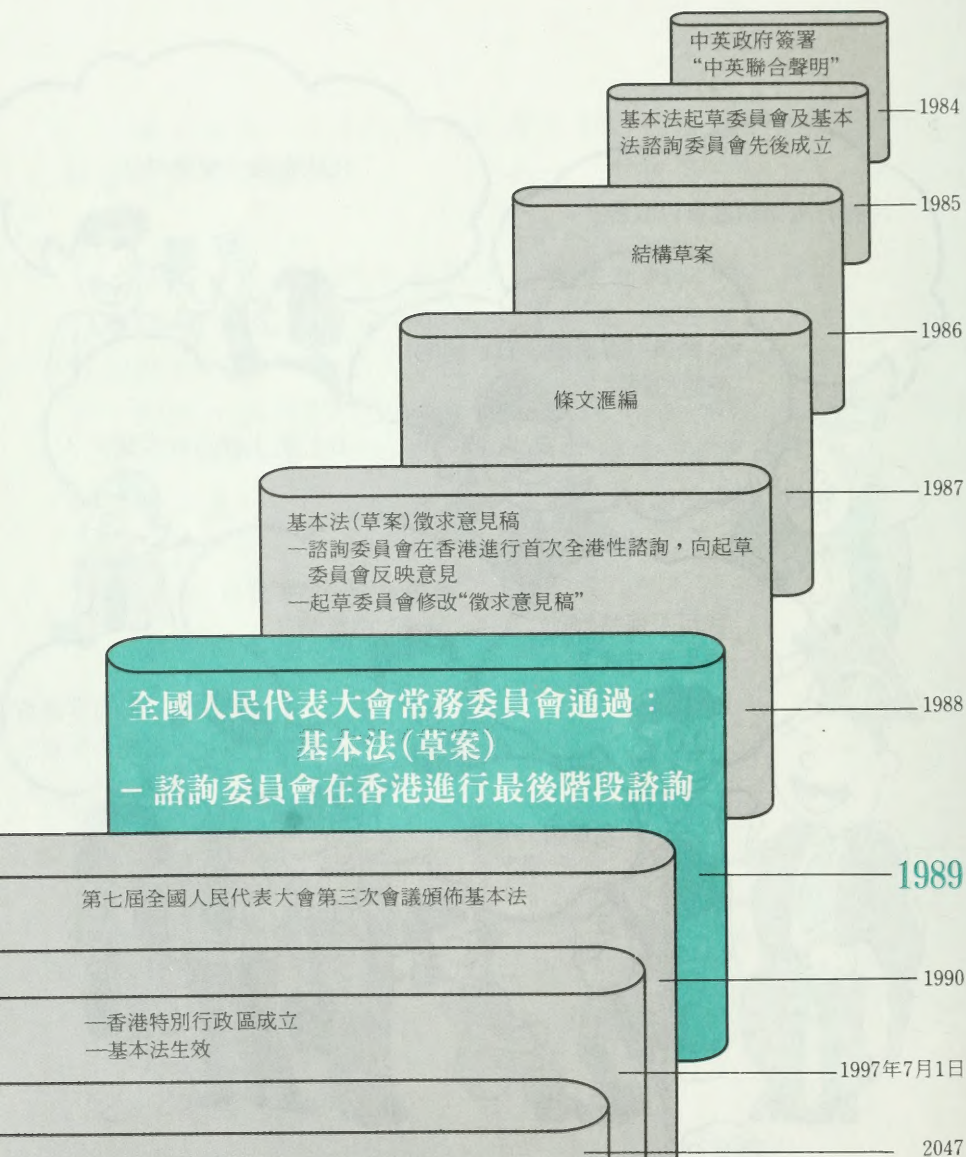 中英政府簽署
“中英聯合聲明”
1984
基本法起草委員會及基本
法諮詢委員會先後成立
1985
結構草案
1986
條文滙編
1987
基本法(草案)徵求意見稿
—諮詢委員會在香港進行首次全港性諮詢，向起草
委員會反映意見
—起草委員會修改“徵求意見稿”
1988
全國人民代表大會常務委員會通過：
基本法(草案)
– 諮詢委員會在香港進行最後階段諮詢
1989
第七屆全國人民代表大會第三次會議頒佈基本法
1990
—香港特別行政區成立
—基本法生效
1997年7月1日
2047